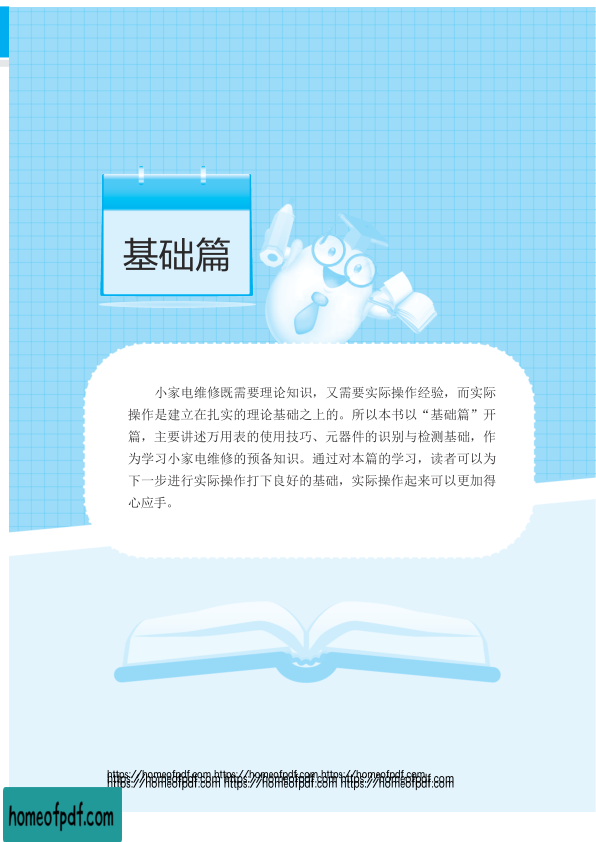 基础篇
小家电维修既需要理论知识，又需要实际操作经验，而实际
操作是建立在扎实的理论基础之上的。所以本书以“基础篇”开
篇，主要讲述万用表的使用技巧、元器件的识别与检测基础，作
为学习小家电维修的预备知识。通过对本篇的学习，读者可以为
下一步进行实际操作打下良好的基础，实际操作起来可以更加得
心应手。
https://homeofpdf.com https://homeofpdf.com https://homeofpdf.com
https://homeofpdf.com https://homeofpdf.com https://homeofpdf.com
homeofpdf.com